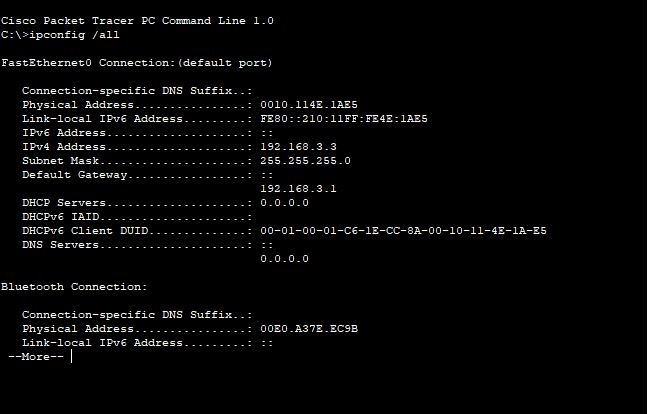 Cisco Packet Tracer PC Command Line 1.0
C:\>ipconfig /all
FastEthernet0 Connection:(default port)
Connection-specific DNS Suffix..:
Physical Address................: 0010.114E.1AE5
Link-local IPv6 Address.........: FE80::210:11FF:FE4E:1AE5
IPv6 Address....................: ::
IPv4 Address....................: 192.168.3.3
Subnet Mask.....................: 255.255.255.0
Default Gateway.................: ::
192.168.3.1
DHCP Servers....................: 0.0.0.0
DHCPv6 IAID.....................:
DHCPv6 Client DUID..............: 00-01-00-01-C6-1E-CC-8A-00-10-11-4E-1A-E5
DNS Servers.....................: ::
0.0.0.0
Bluetooth Connection:
Connection-specific DNS Suffix..:
Physical Address................: 00E0.A37E.EC9B
Link-local IPv6 Address.........: ::
--More--